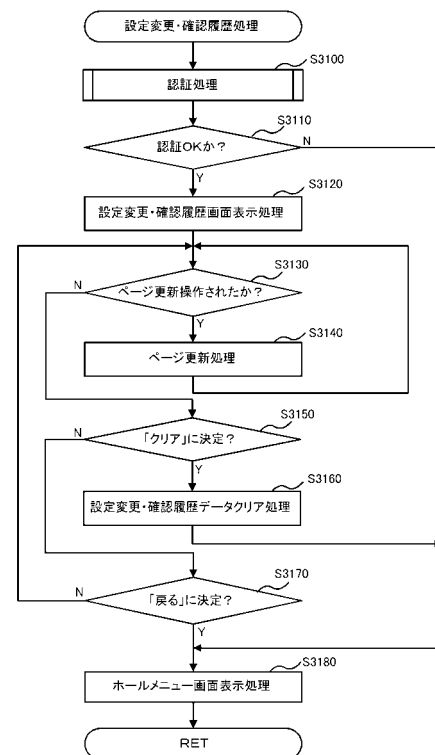 設定変更・確認履歴処理
S3100
認証処理
S3110
認証OKか？
N
Y
S3120
設定変更・確認履歴画面表示処理
S3130
N
ページ更新操作されたか？
Y
S3140
ページ更新処理
S3150
N
「クリア」に決定？
Y
S3160
設定変更・確認履歴データクリア処理
S3170
N
「戻る」に決定？
Y
S3180
ホールメニュー画面表示処理
RET